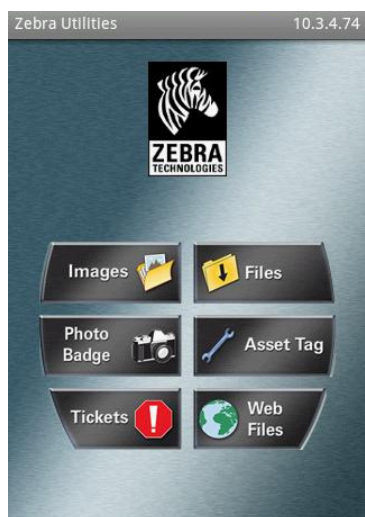 Zebra Utilities 10.3.4.74
ZEBRA
TECHNOLOGIES
Images
Files
Photo
Badge
Asset Tag
Tickets
Web
Files